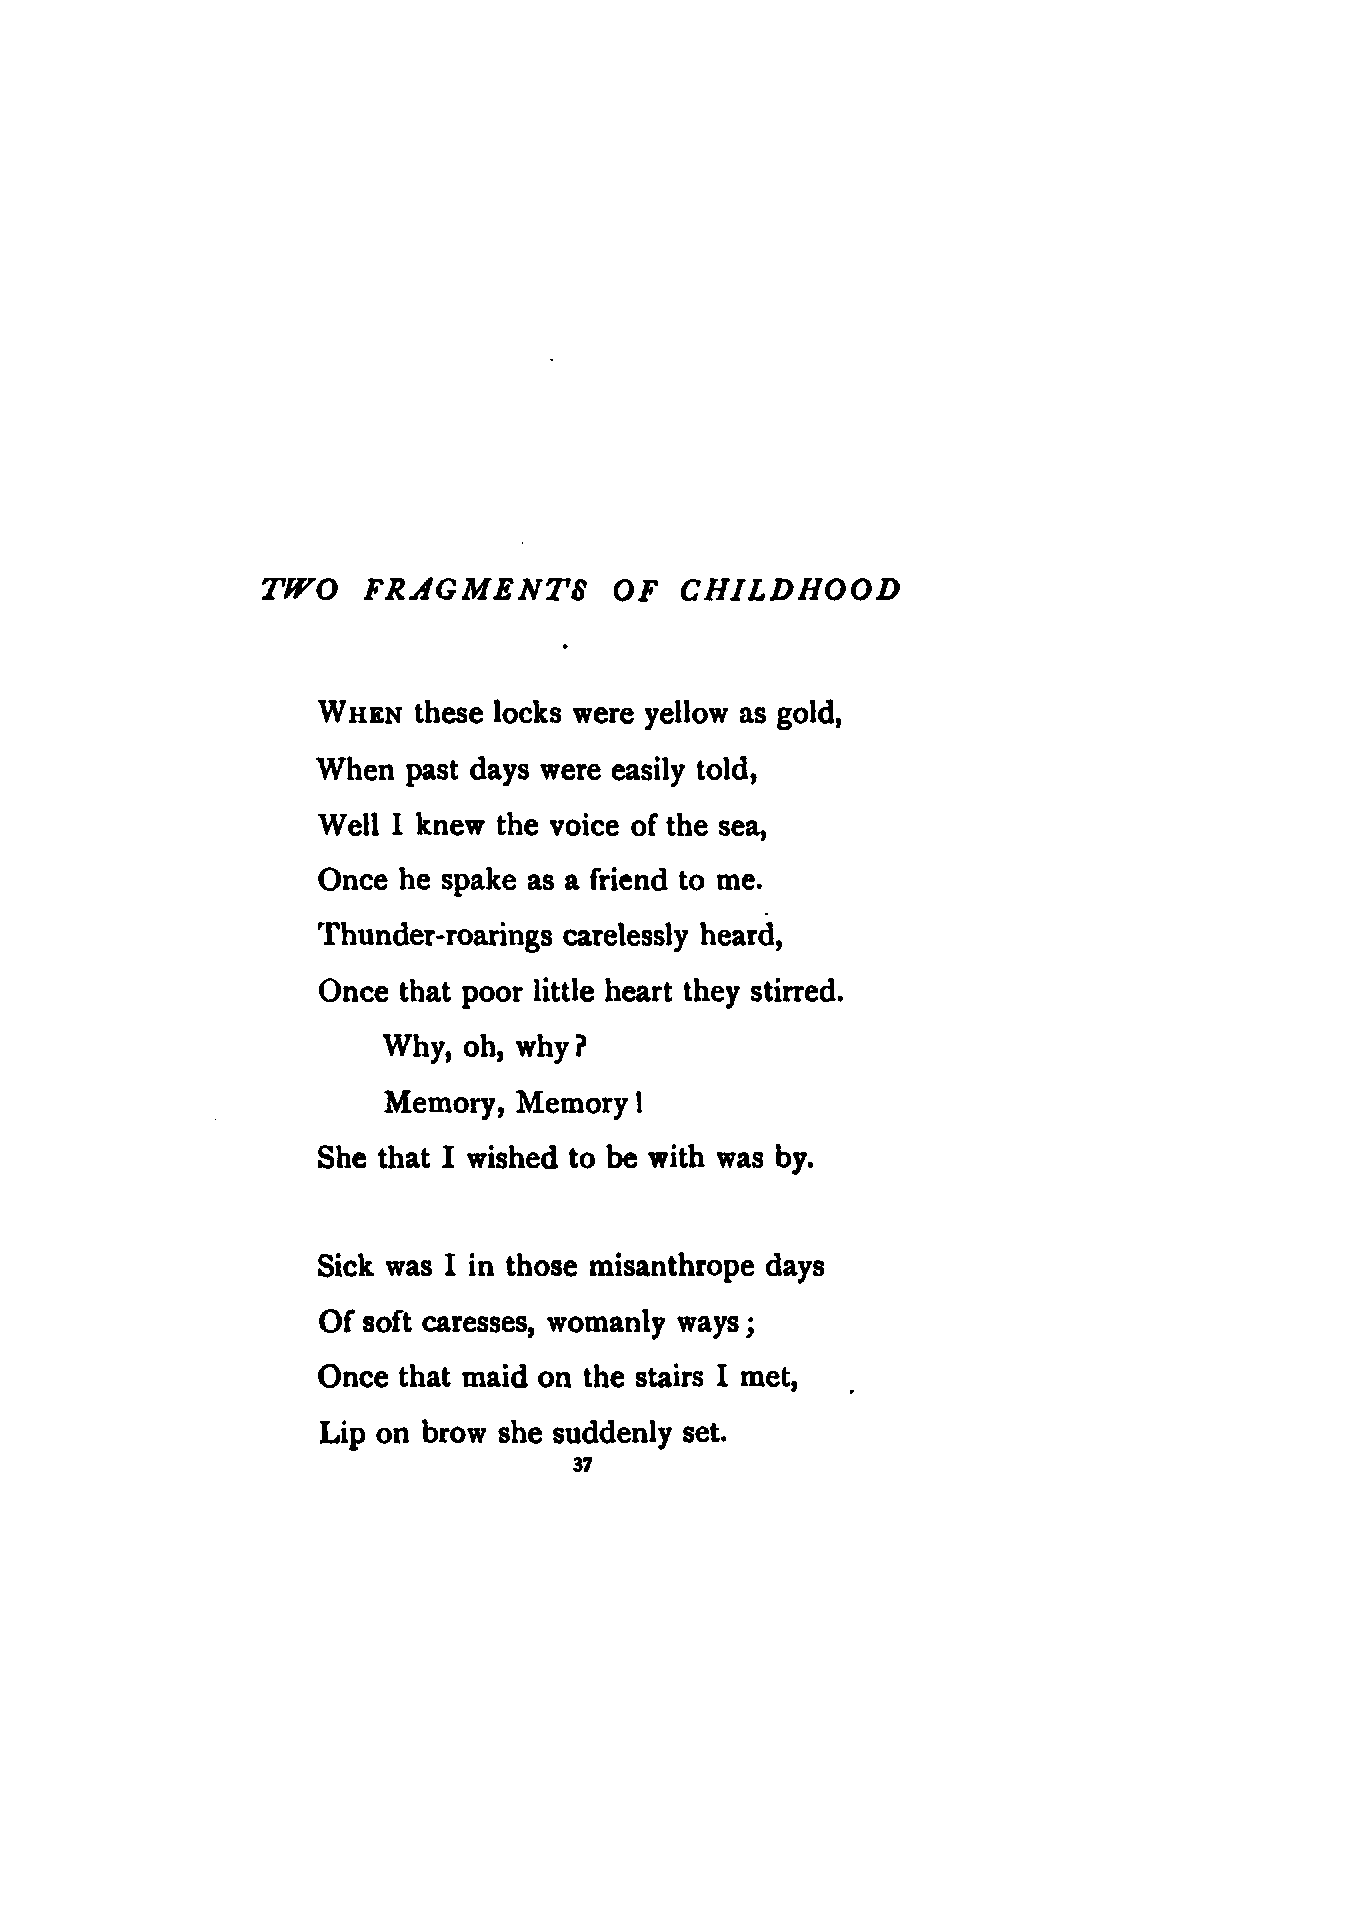 TWO FRAGMENTS OF CHILDHOOD
WHEN these locks were yellow as gold,
When past days were easily told,
Well I knew the voice of the sea,
Once he spake as a friend to me.
Thunder-roarings carelessly heard,
Once that poor little heart they stirred.
Why, oh, why?
Memory, Memory!
She that I wished to be with was by.
Sick was I in those misanthrope days
Of soft caresses, womanly ways;
Once that maid on the stairs I met,
Lip on brow she suddenly set.
37